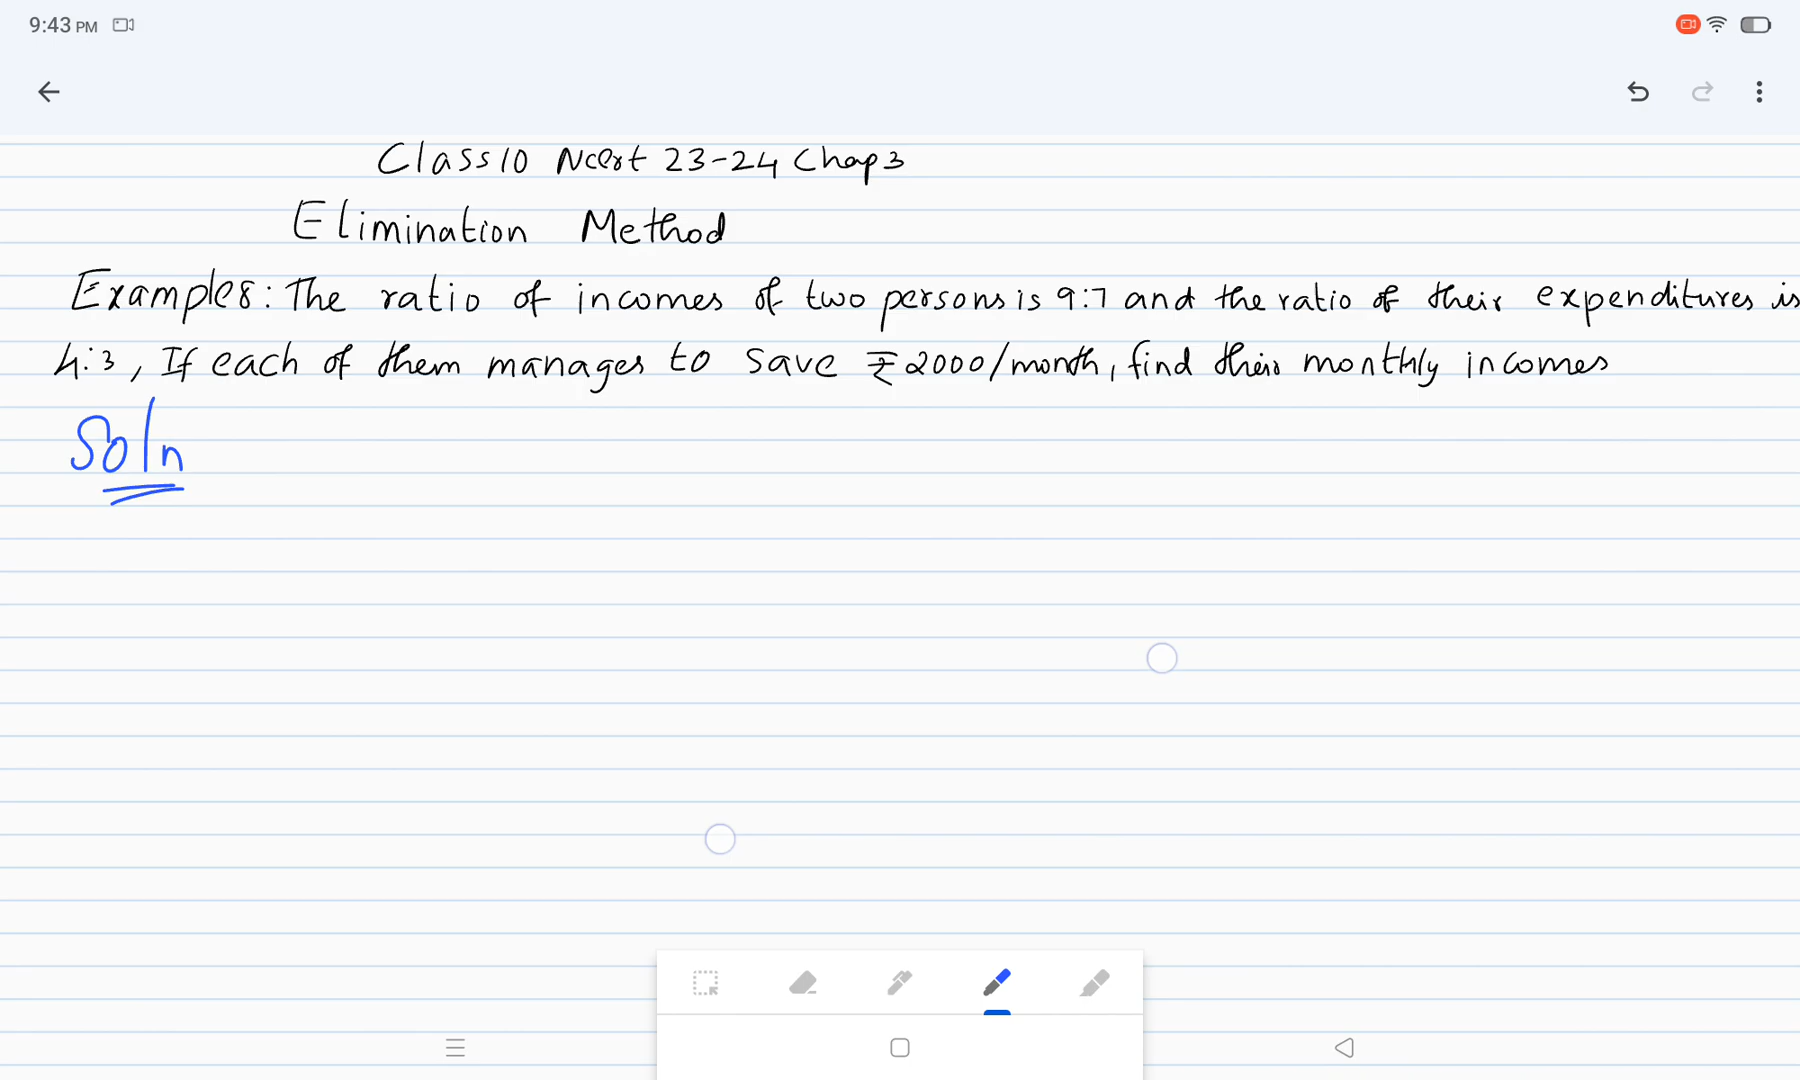 9:43 PM
Class 10 Ncert 23-24 Chap 3
Elimination Method
Example 8: The ratio of incomes of two persons is 9:7 and the ratio of their expenditures is
4:3, If each of them manages to save ₹2000/month, find their monthly incomes
Soln